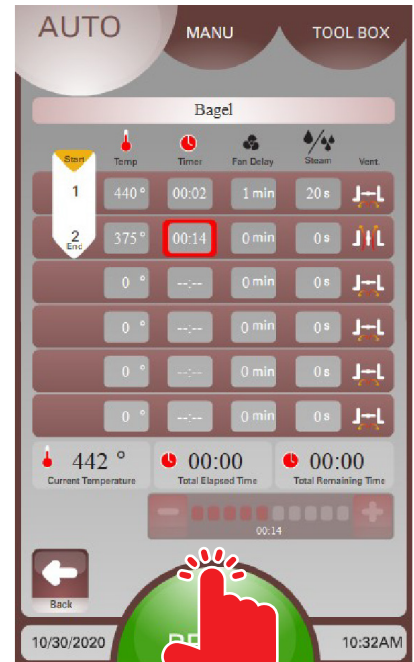 AUTO MANU TOOL BOX
Bagel
Start Temp Timer Fan Delay Steam Vent.
1 440° 00:02 1 min 20 s
2 375° 00:14 0 min 0 s
End
0 ° --:-- 0 min 0 s
0 ° --:-- 0 min 0 s
0 ° --:-- 0 min 0 s
0 ° --:-- 0 min 0 s
442 ° 00:00 00:00
Current Temperature Total Elapsed Time Total Remaining Time
00:14
Back
10/30/2020 10:32AM